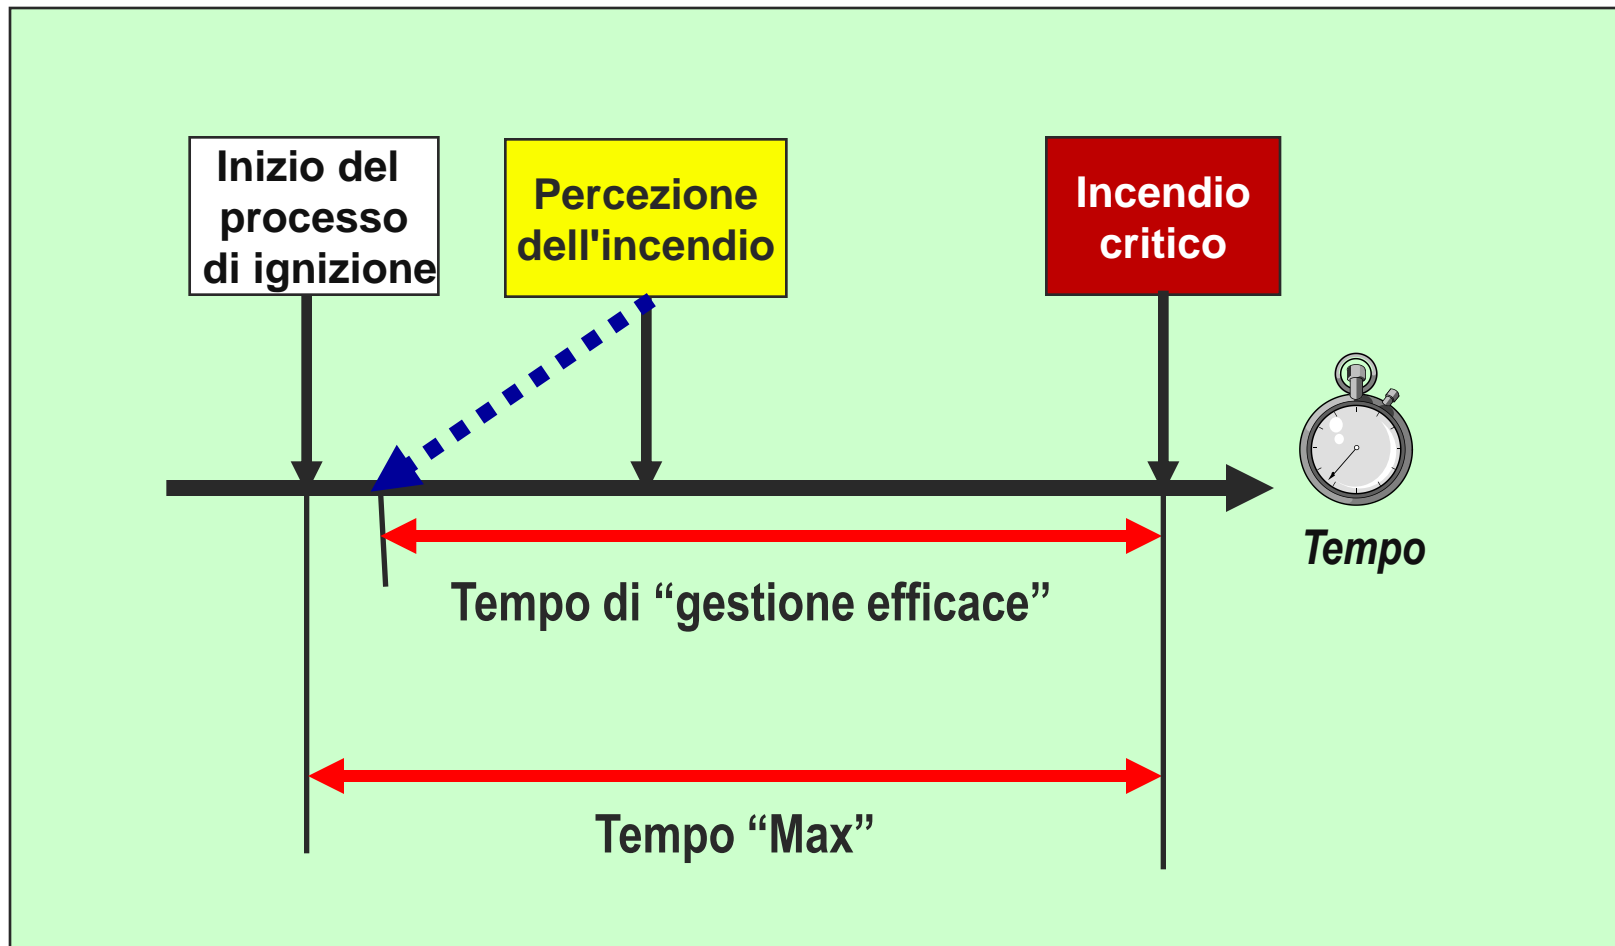 Inizio del
processo
di ignizione
Percezione
dell'incendio
Incendio
critico
Tempo
Tempo di “gestione efficace”
Tempo “Max”